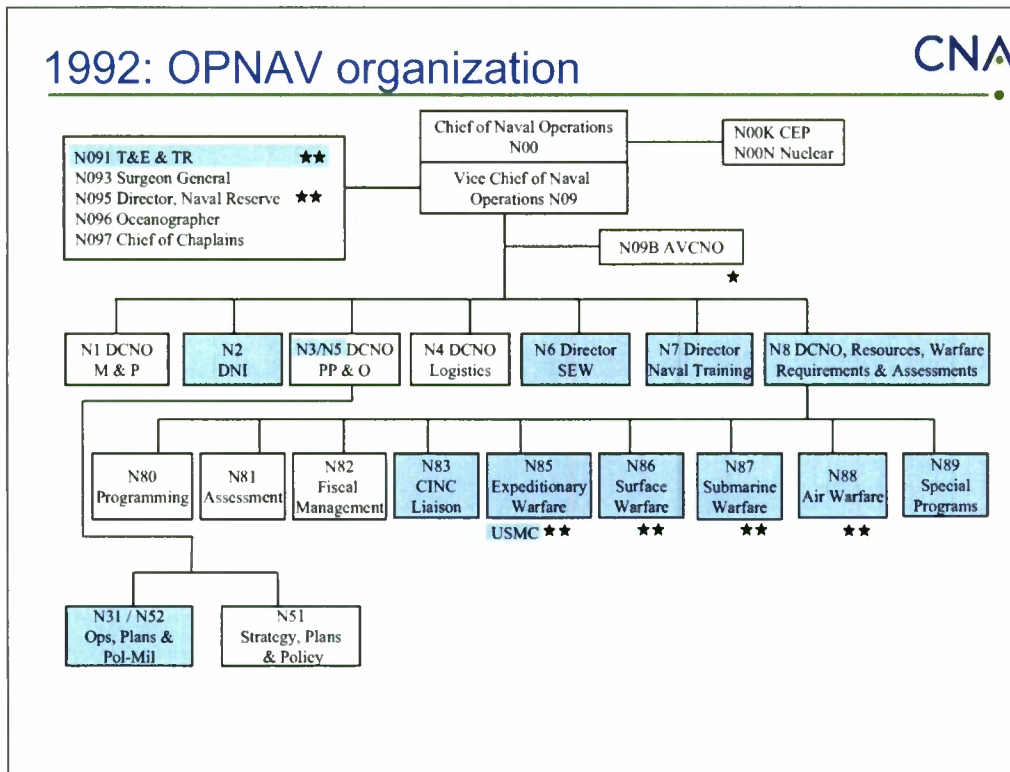 1992: OPNAV organization
CNA
Chief of Naval Operations
N00
Vice Chief of Naval
Operations N09
N00K CEP
N00N Nuclear
N091 T&E & TR ★★
N093 Surgeon General
N095 Director, Naval Reserve ★★
N096 Oceanographer
N097 Chief of Chaplains
N09B AVCNO
★
N1 DCNO
M & P
N2
DNI
N3/N5 DCNO
PP & O
N4 DCNO
Logistics
N6 Director
SEW
N7 Director
Naval Training
N8 DCNO, Resources, Warfare
Requirements & Assessments
N80
Programming
N81
Assessment
N82
Fiscal
Management
N83
CINC
Liaison
N85
Expeditionary
Warfare
USMC ★★
N86
Surface
Warfare
★★
N87
Submarine
Warfare
★★
N88
Air Warfare
★★
N89
Special
Programs
N31 / N52
Ops, Plans &
Pol-Mil
N51
Strategy, Plans
& Policy